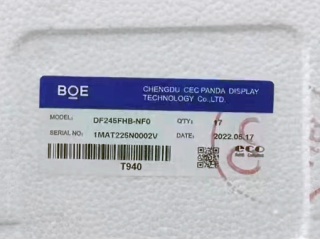 BOE
CHENGDU CEC PANDA DISPLAY
TECHNOLOGY Co.,LTD.
MODEL: DF245FHB-NF0 Q'TY: 17
SERIAL NO: 1MAT225N0002V DATE: 2022.05.17
T940
eco